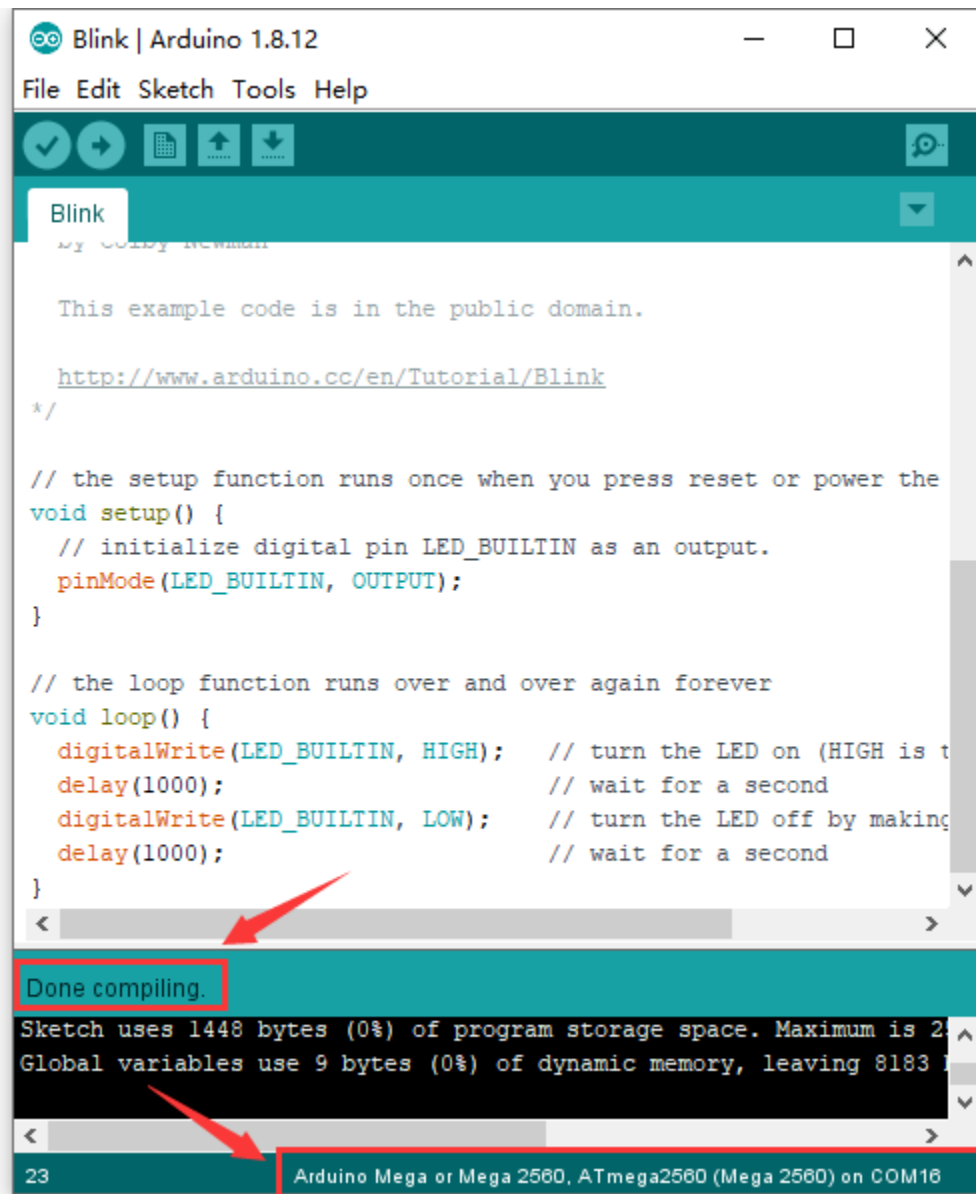 Blink | Arduino 1.8.12
File Edit Sketch Tools Help
Blink
by Colby Newman
This example code is in the public domain.
http://www.arduino.cc/en/Tutorial/Blink
*/
// the setup function runs once when you press reset or power the
void setup() {
// initialize digital pin LED_BUILTIN as an output.
pinMode(LED_BUILTIN, OUTPUT);
}
// the loop function runs over and over again forever
void loop() {
digitalWrite(LED_BUILTIN, HIGH);   // turn the LED on (HIGH is t
delay(1000);                       // wait for a second
digitalWrite(LED_BUILTIN, LOW);    // turn the LED off by making
delay(1000);                       // wait for a second
}
Done compiling.
Sketch uses 1448 bytes (0%) of program storage space. Maximum is 2
Global variables use 9 bytes (0%) of dynamic memory, leaving 8183
23
Arduino Mega or Mega 2560, ATmega2560 (Mega 2560) on COM16